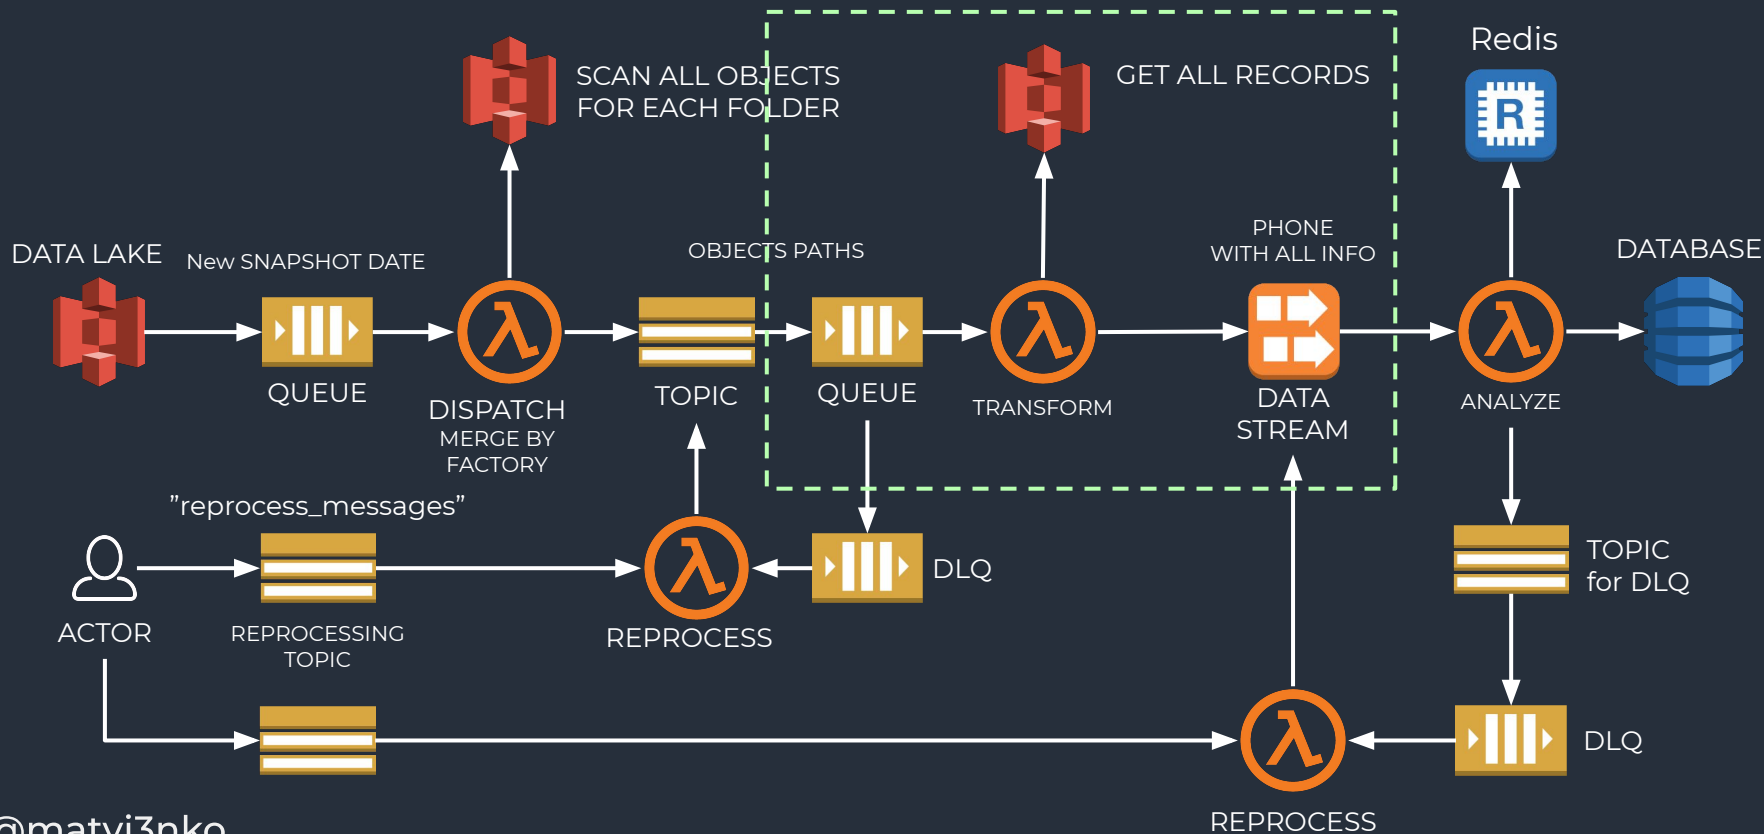 Redis
SCAN ALL OBJECTS
FOR EACH FOLDER
GET ALL RECORDS
R
DATA LAKE
New SNAPSHOT DATE
OBJECTS PATHS
PHONE
WITH ALL INFO
DATABASE
QUEUE
DISPATCH
MERGE BY
FACTORY
TOPIC
QUEUE
TRANSFORM
DATA
STREAM
ANALYZE
"reprocess_messages"
ACTOR
REPROCESSING
TOPIC
REPROCESS
DLQ
TOPIC
for DLQ
DLQ
REPROCESS
@matvi3nko